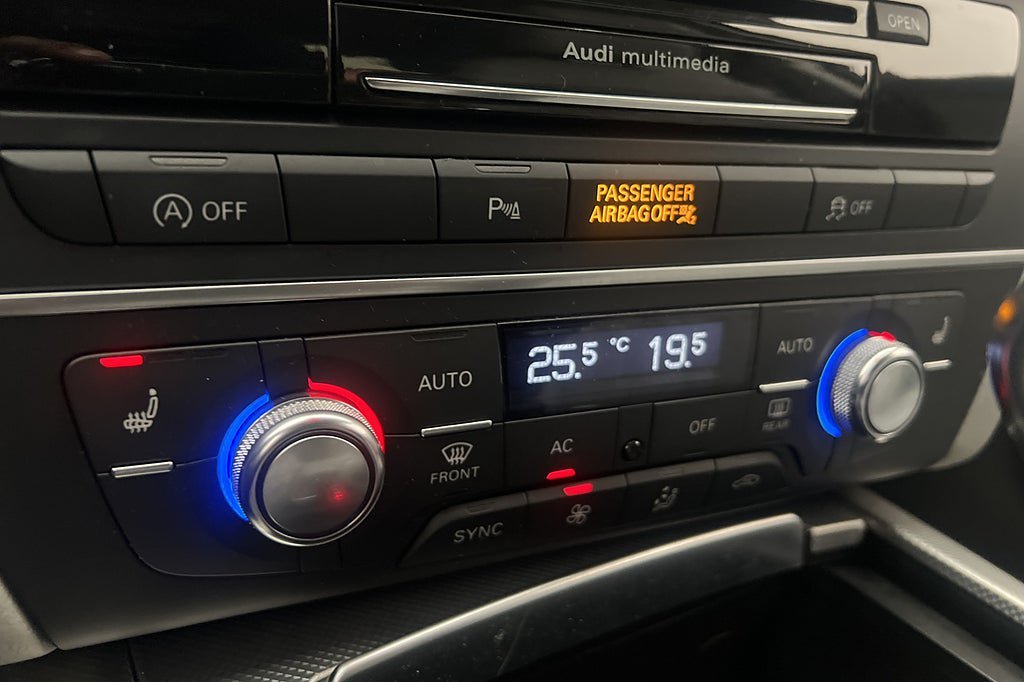 OPEN
Audi multimedia
A OFF
P
PASSENGER
AIRBAG OFF
OFF
25.5 °C 19.5
AUTO
AUTO
FRONT
AC
OFF
REAR
SYNC